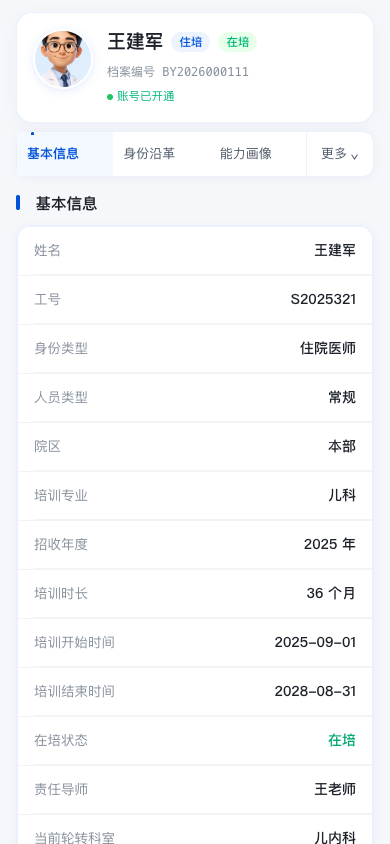 王建军 住培 在培
档案编号 BY2026000111
账号已开通
基本信息 身份沿革 能力画像 更多
基本信息
姓名 王建军
工号 S2025321
身份类型 住院医师
人员类型 常规
院区 本部
培训专业 儿科
招收年度 2025 年
培训时长 36 个月
培训开始时间 2025-09-01
培训结束时间 2028-08-31
在培状态 在培
责任导师 王老师
当前轮转科室 儿内科